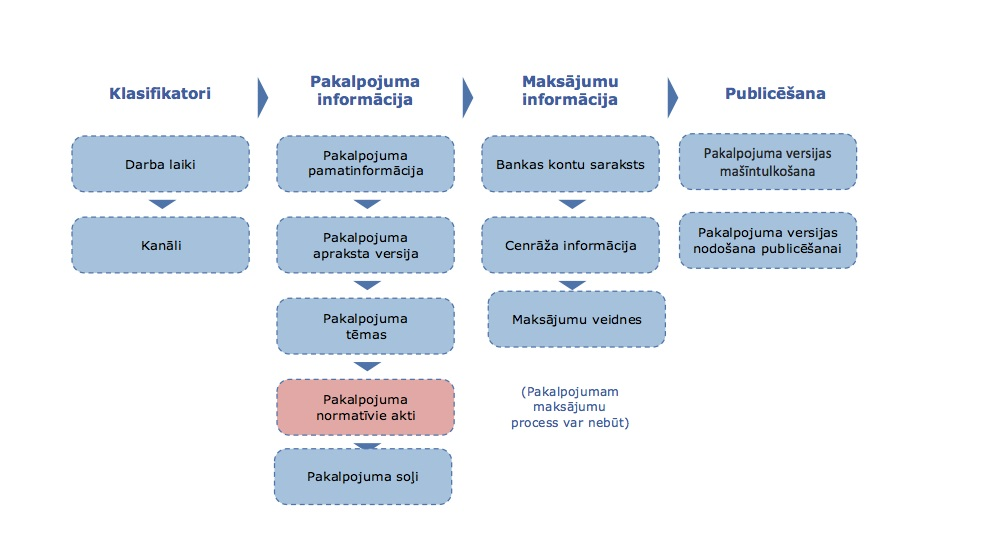 Klasifikatori
Darba laiki
Kanāli
Pakalpojuma
informācija
Pakalpojuma
pamatinformācija
Pakalpojuma
apraksta versija
Pakalpojuma
tēmas
Pakalpojuma
normatīvie akti
Pakalpojuma soļi
Maksājumu
informācija
Bankas kontu saraksts
Cenrāža informācija
Maksājumu veidnes
(Pakalpojumam
maksājumu
process var nebūt)
Publicēšana
Pakalpojuma versijas
mašīntulkošana
Pakalpojuma versijas
nodošana publicēšanai